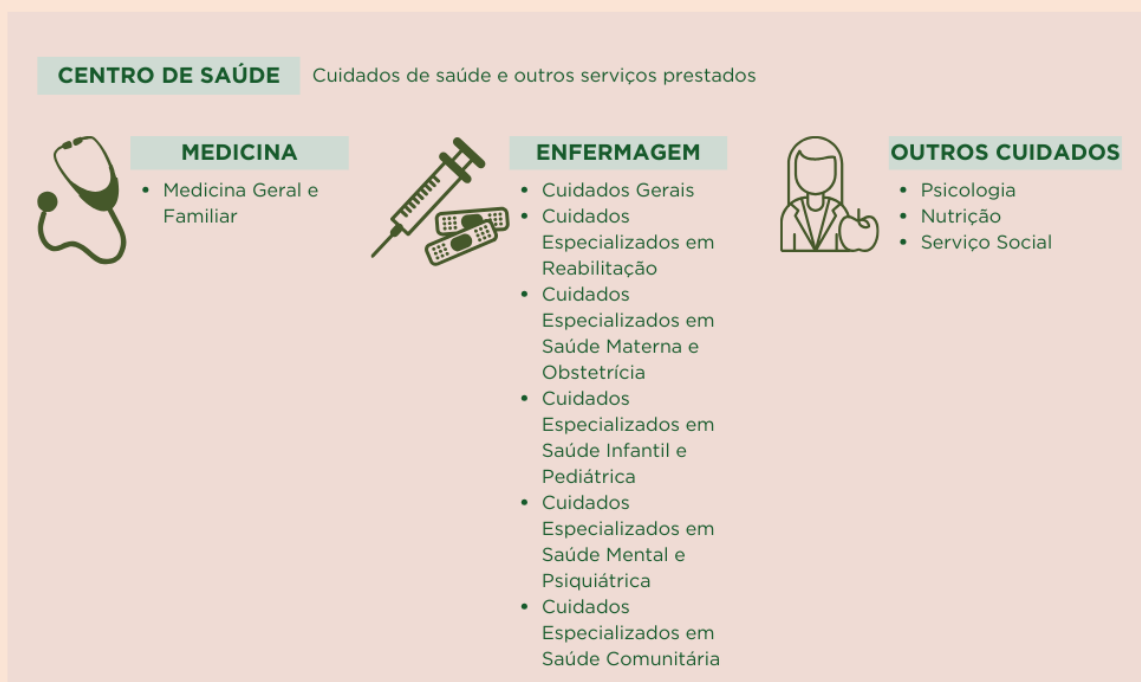 CENTRO DE SAÚDE Cuidados de saúde e outros serviços prestados
MEDICINA
• Medicina Geral e
Familiar
ENFERMAGEM
• Cuidados Gerais
• Cuidados
Especializados em
Reabilitação
• Cuidados
Especializados em
Saúde Materna e
Obstetrícia
• Cuidados
Especializados em
Saúde Infantil e
Pediátrica
• Cuidados
Especializados em
Saúde Mental e
Psiquiátrica
• Cuidados
Especializados em
Saúde Comunitária
OUTROS CUIDADOS
• Psicologia
• Nutrição
• Serviço Social